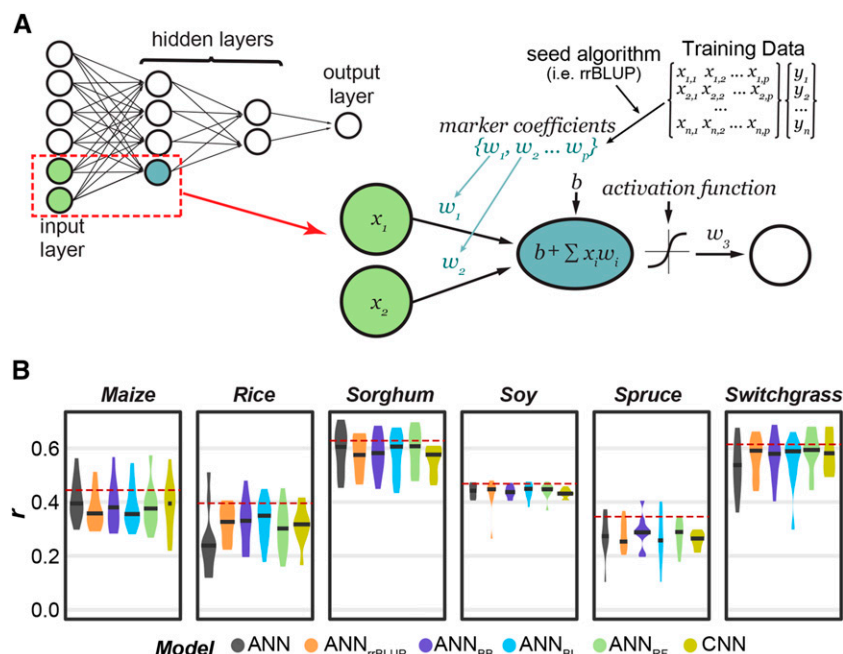 A
hidden layers
output layer
input layer
seed algorithm
(i.e. rrBLUP)
Training Data
x1,1 x1,2 ... x1,p
x2,1 x2,2 ... x2,p
...
xn,1 xn,2 ... xn,p
y1
y2
...
yn
marker coefficients
{w1, w2 ... wp}
w1
w2
x1
x2
b
b + ∑ xiwi
activation function
w3
B
Maize Rice Sorghum Soy Spruce Switchgrass
r
0.6
0.4
0.2
0.0
Model ANN ANNrrBLUP ANN ANN ANN CNN